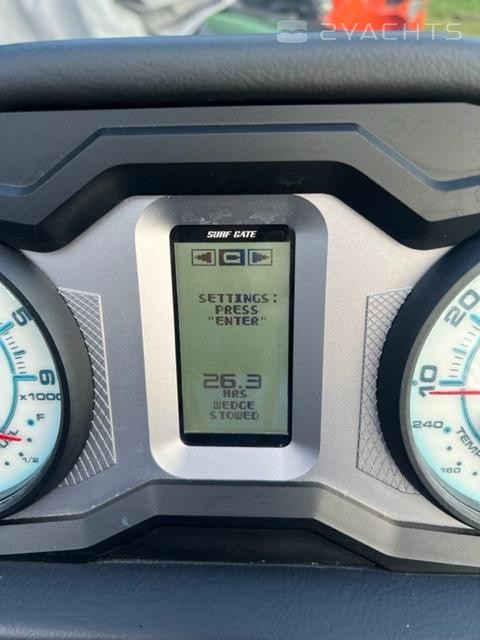 2YACHTS
SURF GATE
C
SETTINGS:
PRESS
"ENTER"
26.3
HRS
WEDGE
STOWED
5
6
x1000
F
1/2
20
10
240
160
TEMP